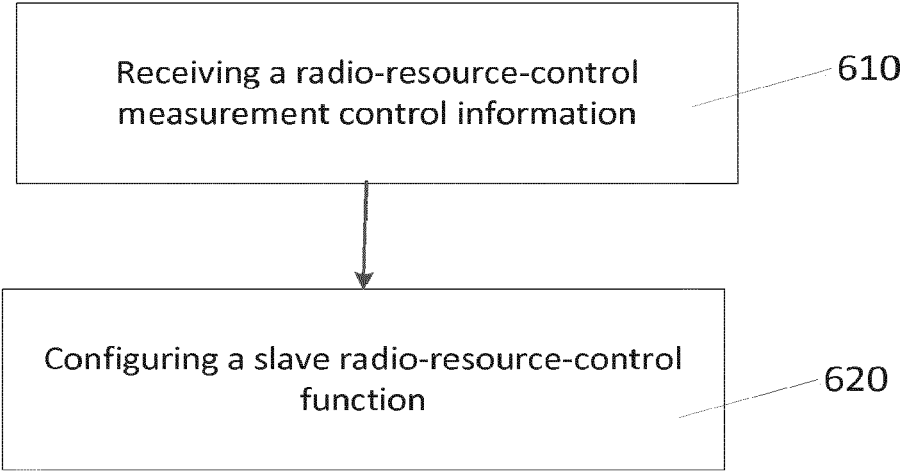 Receiving a radio-resource-control
measurement control information
610
Configuring a slave radio-resource-control
function
620